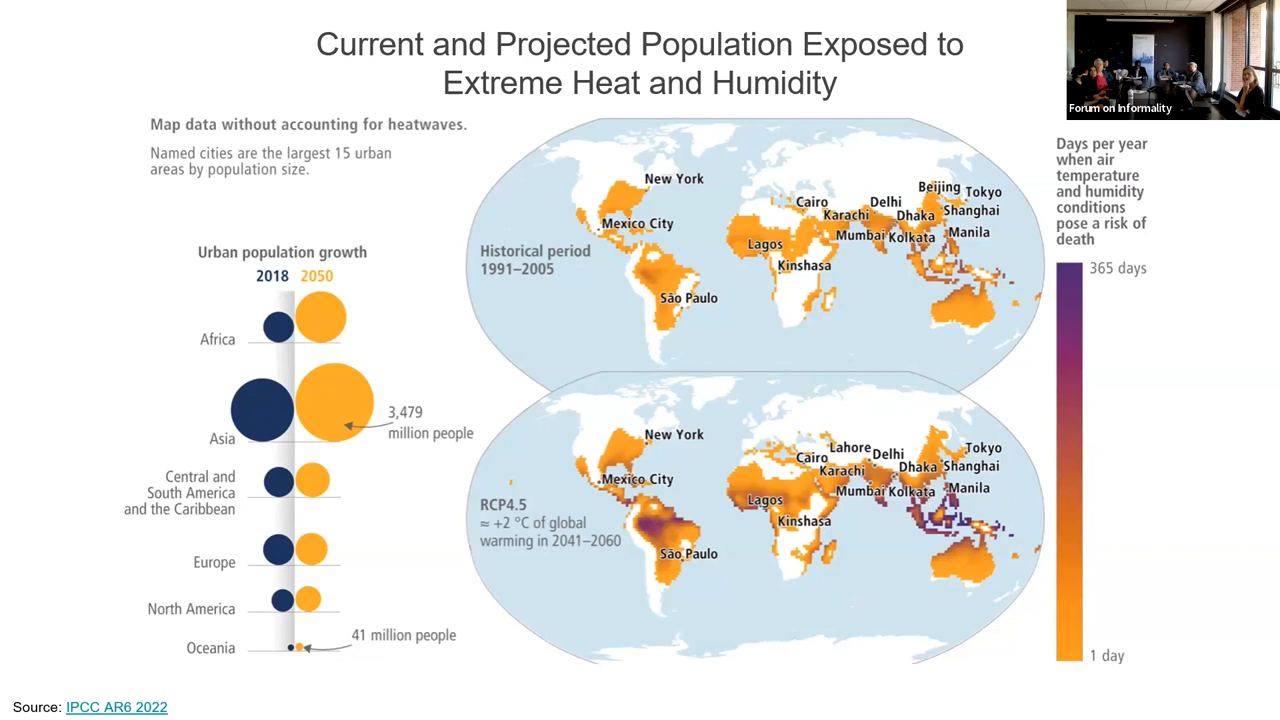 Current and Projected Population Exposed to
Extreme Heat and Humidity
Forum on Informality
Map data without accounting for heatwaves.
Named cities are the largest 15 urban
areas by population size.
Urban population growth
2018 2050
Africa
Asia
3,479
million people
Central and
South America
and the Caribbean
Europe
North America
Oceania
41 million people
Historical period
1991–2005
New York
Mexico City
São Paulo
Lagos
Kinshasa
Cairo
Karachi
Delhi
Mumbai
Kolkata
Dhaka
Beijing
Tokyo
Shanghai
Manila
RCP4.5
≈ +2 °C of global
warming in 2041–2060
New York
Mexico City
São Paulo
Lagos
Kinshasa
Cairo
Lahore
Karachi
Delhi
Mumbai
Kolkata
Dhaka
Tokyo
Shanghai
Manila
Days per year
when air
temperature
and humidity
conditions
pose a risk of
death
365 days
1 day
Source: IPCC AR6 2022